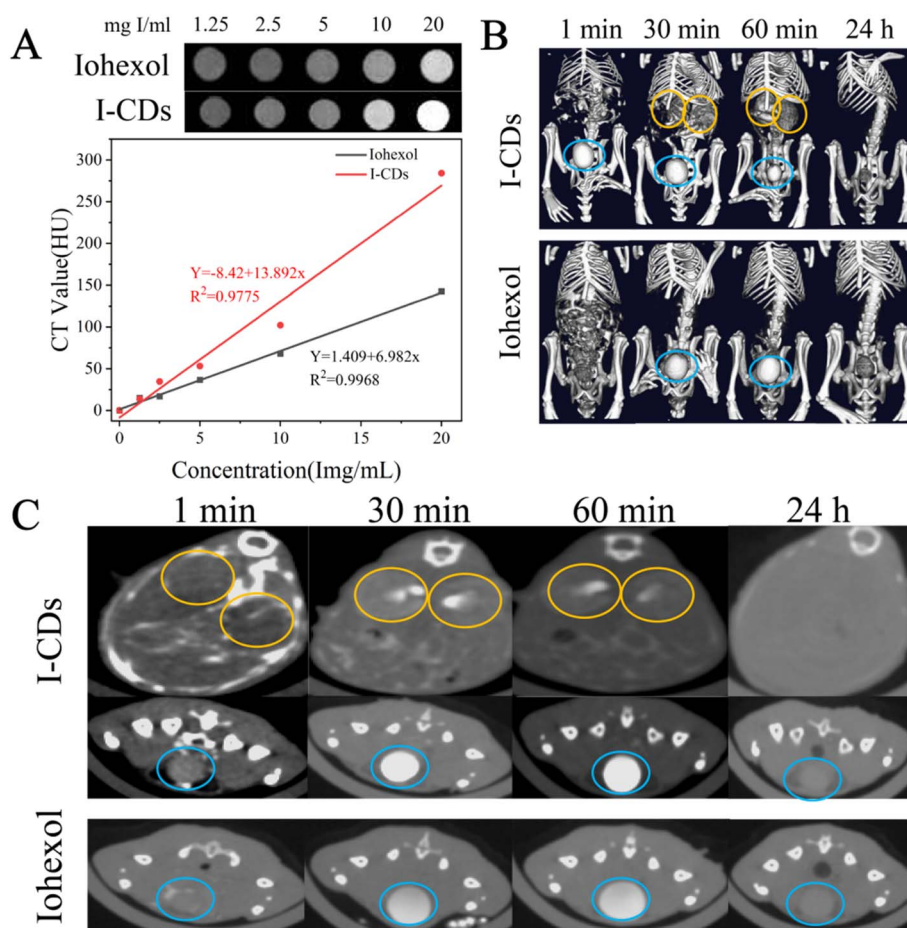 A
mg I/ml 1.25 2.5 5 10 20
Iohexol
I-CDs
CT Value(HU)
300
250
200
150
100
50
0
Iohexol
I-CDs
Y=-8.42+13.892x
R²=0.9775
Y=1.409+6.982x
R²=0.9968
0 5 10 15 20
Concentration(Img/mL)
B
1 min 30 min 60 min 24 h
I-CDs
Iohexol
C
1 min 30 min 60 min 24 h
I-CDs
Iohexol